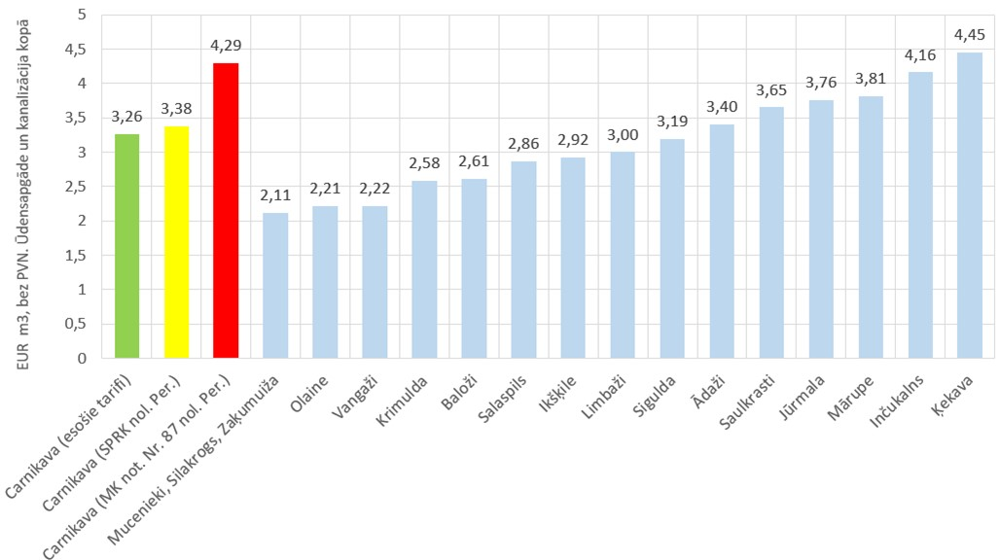 EUR m3, bez PVN. Ūdensapgāde un kanalizācija kopā
5
4,5
4
3,5
3
2,5
2
1,5
1
0,5
0
3,26
3,38
4,29
2,11
2,21
2,22
2,58
2,61
2,86
2,92
3,00
3,19
3,40
3,65
3,76
3,81
4,16
4,45
Carnikava (esošie tarifi)
Carnikava (SPRK nol. Per.)
Carnikava (MK not. Nr. 87 nol. Per.)
Mucenieki, Silakrogs, Zaķumuiža
Olaine
Vangaži
Krimulda
Baloži
Salaspils
Ikšķile
Limbaži
Sigulda
Ādaži
Saulkrasti
Jūrmala
Mārupe
Inčukalns
Ķekava